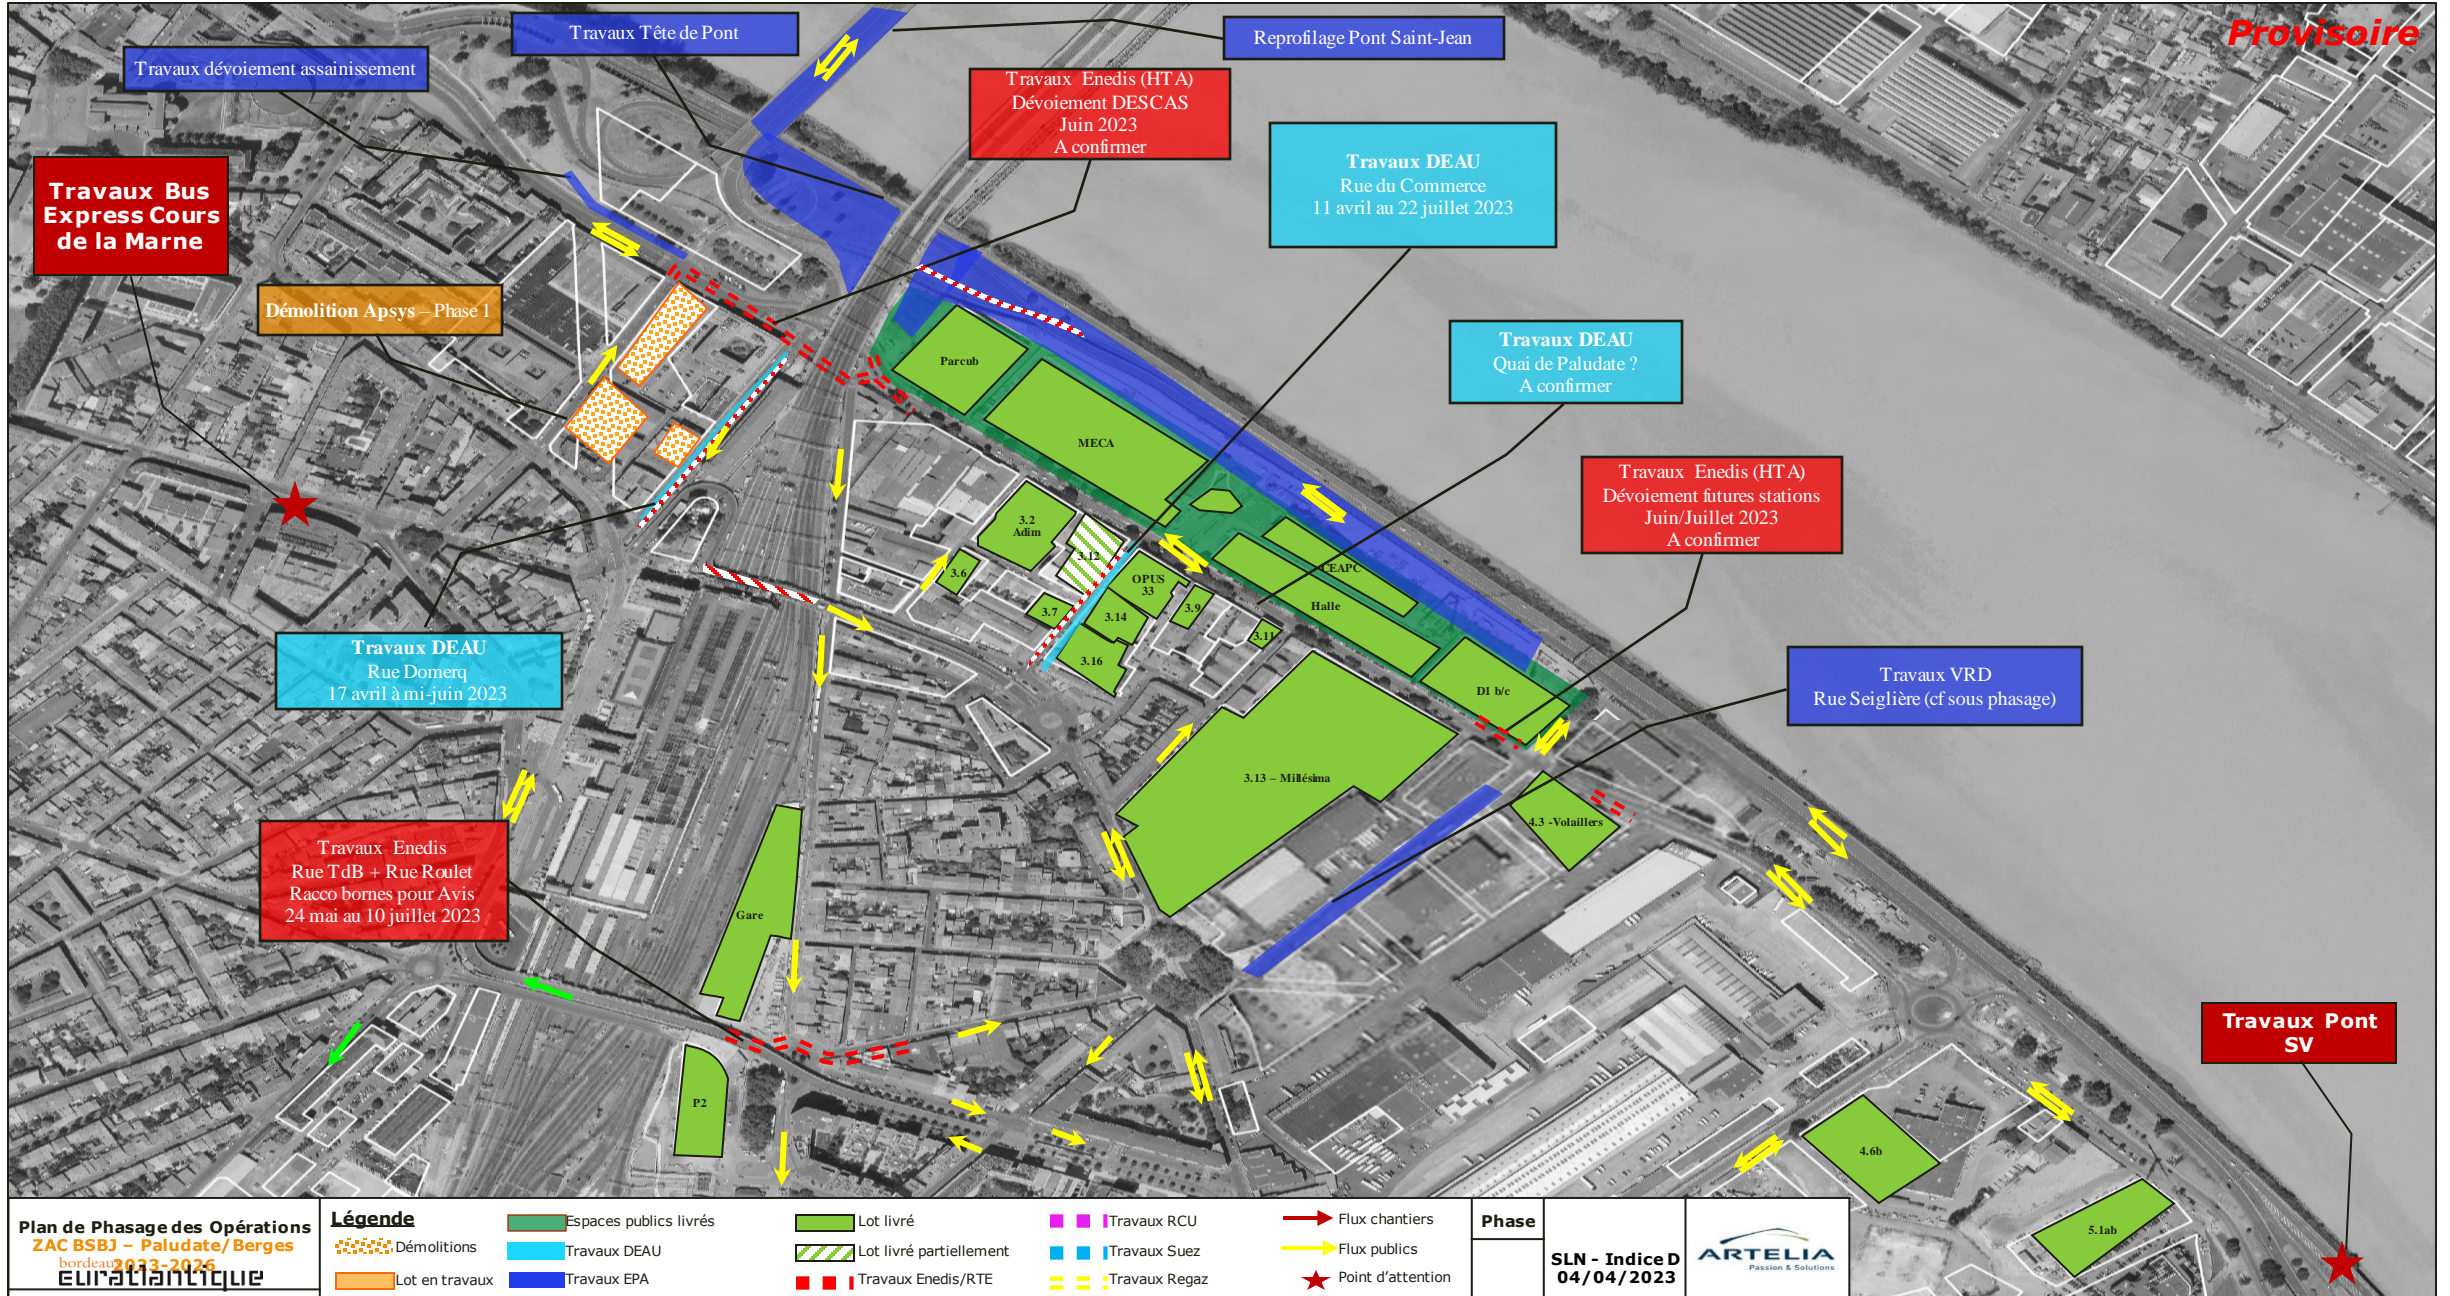 Provisoire
Travaux Tête de Pont
Reprofilage Pont Saint-Jean
Travaux dévoiement assainissement
Travaux Enedis (HTA)
Dévoiement DESCAS
Juin 2023
A confirmer
Travaux DEAU
Rue du Commerce
11 avril au 22 juillet 2023
Travaux Bus
Express Cours
de la Marne
Démolition Apsys – Phase 1
Travaux DEAU
Quai de Paludate ?
A confirmer
Parcub
MECA
Travaux Enedis (HTA)
Dévoiement futures stations
Juin/Juillet 2023
A confirmer
3.2
Adim
3.12
3.6
OPUS
33
CEAPC
Halle
3.7
3.14
3.9
3.11
3.16
D1 b/c
Travaux DEAU
Rue Domerq
17 avril à mi-juin 2023
Travaux VRD
Rue Seiglière (cf sous phasage)
3.13 – Millésima
4.3 -Volaillers
Travaux Enedis
Rue TdB + Rue Roulet
Racco bornes pour Avis
24 mai au 10 juillet 2023
Gare
Travaux Pont
SV
P2
4.6b
5.1ab
Plan de Phasage des Opérations
ZAC BSBJ – Paludate/Berges
2023-2026
bordeaux
euratlantique
Légende
Démolitions
Lot en travaux
Espaces publics livrés
Travaux DEAU
Travaux EPA
Lot livré
Lot livré partiellement
Travaux Enedis/RTE
Travaux RCU
Travaux Suez
Travaux Regaz
Flux chantiers
Flux publics
Point d’attention
Phase
SLN - Indice D
04/04/2023
ARTELIA
Passion & Solutions